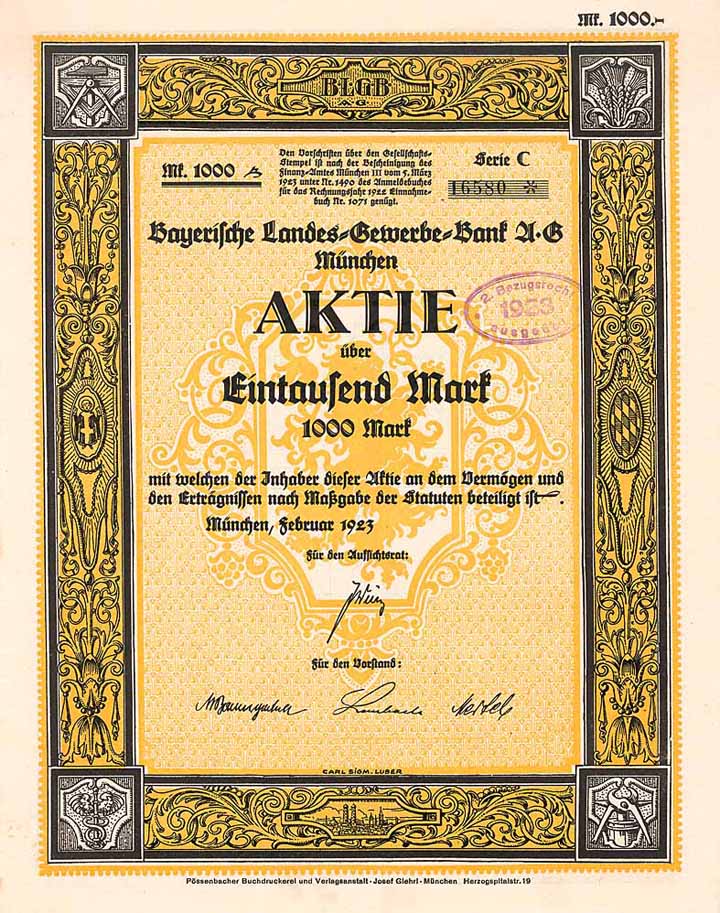 Mk. 1000.-
BLGB
A.G.
Mk. 1000
Den Vorschriften über den Gesellschafts-
Stempel ist nach der Bescheinigung des
Finanz-Amtes München III vom 5. März
1923 unter Nr. 1490 des Anmeldebuches
für das Rechnungsjahr 1922 Einnahme-
buch Nr. 1071 genügt.
Serie C
16580 *
Bayerische Landes-Gewerbe-Bank A·G
München
2. Bezugsrecht
1923
AKTIE
über
Eintausend Mark
1000 Mark
mit welchen der Inhaber dieser Aktie an dem Vermögen und
den Erträgnissen nach Maßgabe der Statuten beteiligt ist.
München, Februar 1923
Für den Aufsichtsrat:
Für den Vorstand:
CARL SIGM. LUBER
Pössenbacher Buchdruckerei und Verlagsanstalt - Josef Giehrl - München Herzogspitalstr. 19